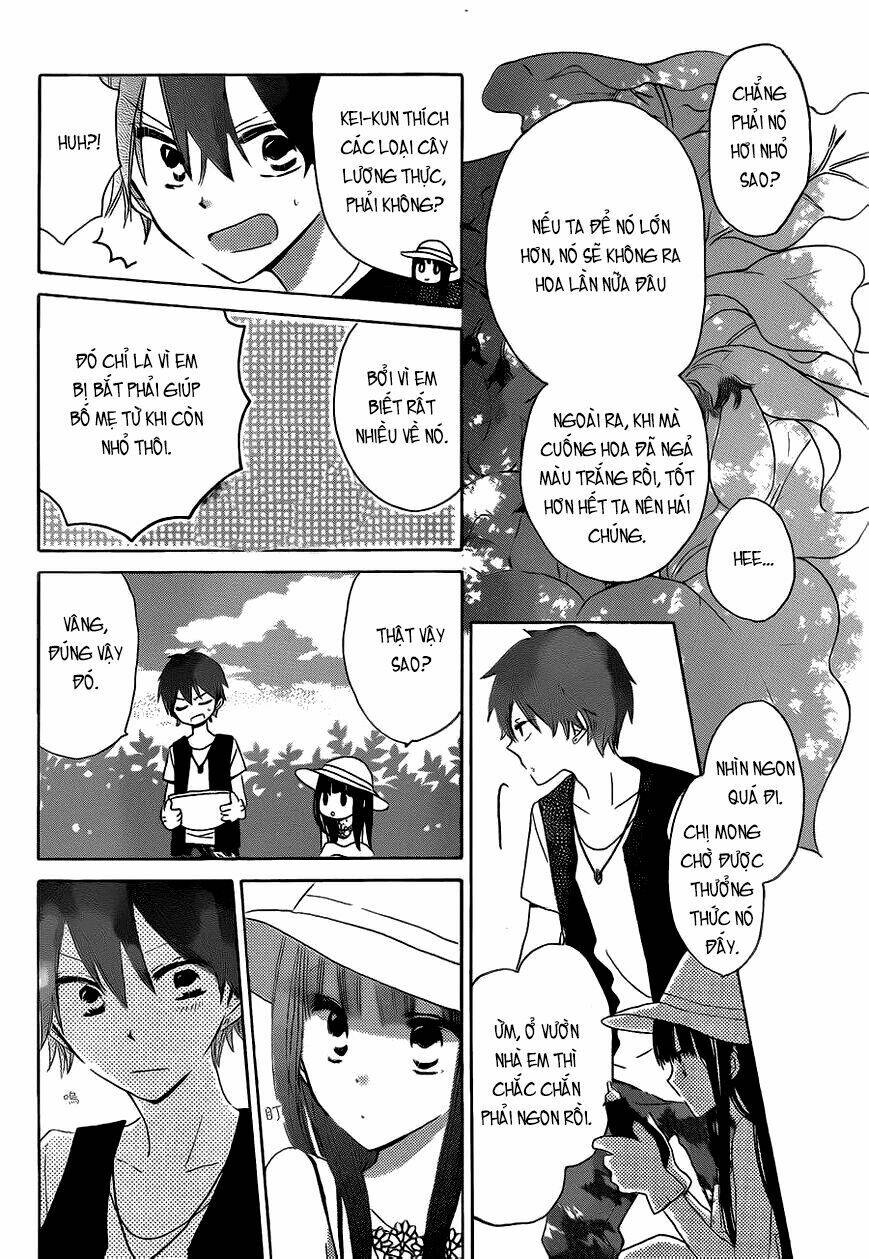 CHẲNG
PHẢI NÓ
HƠI NHỎ
SAO?
NẾU TA ĐỂ NÓ LỚN
HƠN, NÓ SẼ KHÔNG RA
HOA LẦN NỮA ĐÂU
NGOÀI RA, KHI MÀ
CUỐNG HOA ĐÃ NGẢ
MÀU TRẮNG RỒI, TỐT
HƠN HẾT TA NÊN HÁI
CHÚNG.
HEE...
NHÌN NGON
QUÁ ĐI.
CHỊ MONG
CHỜ ĐƯỢC
THƯỞNG
THỨC NÓ
ĐẤY.
ỪM, Ở VƯỜN
NHÀ EM THÌ
CHẮC CHẮN
PHẢI NGON RỒI.
KEI-KUN THÍCH
CÁC LOẠI CÂY
LƯƠNG THỰC,
PHẢI KHÔNG?
HUH?!
BỞI VÌ EM
BIẾT RẤT
NHIỀU VỀ NÓ.
ĐÓ CHỈ LÀ VÌ EM
BỊ BẮT PHẢI GIÚP
BỐ MẸ TỪ KHI CÒN
NHỎ THÔI.
THẬT VẬY
SAO?
VÂNG,
ĐÚNG VẬY
ĐÓ.
盯
鳴